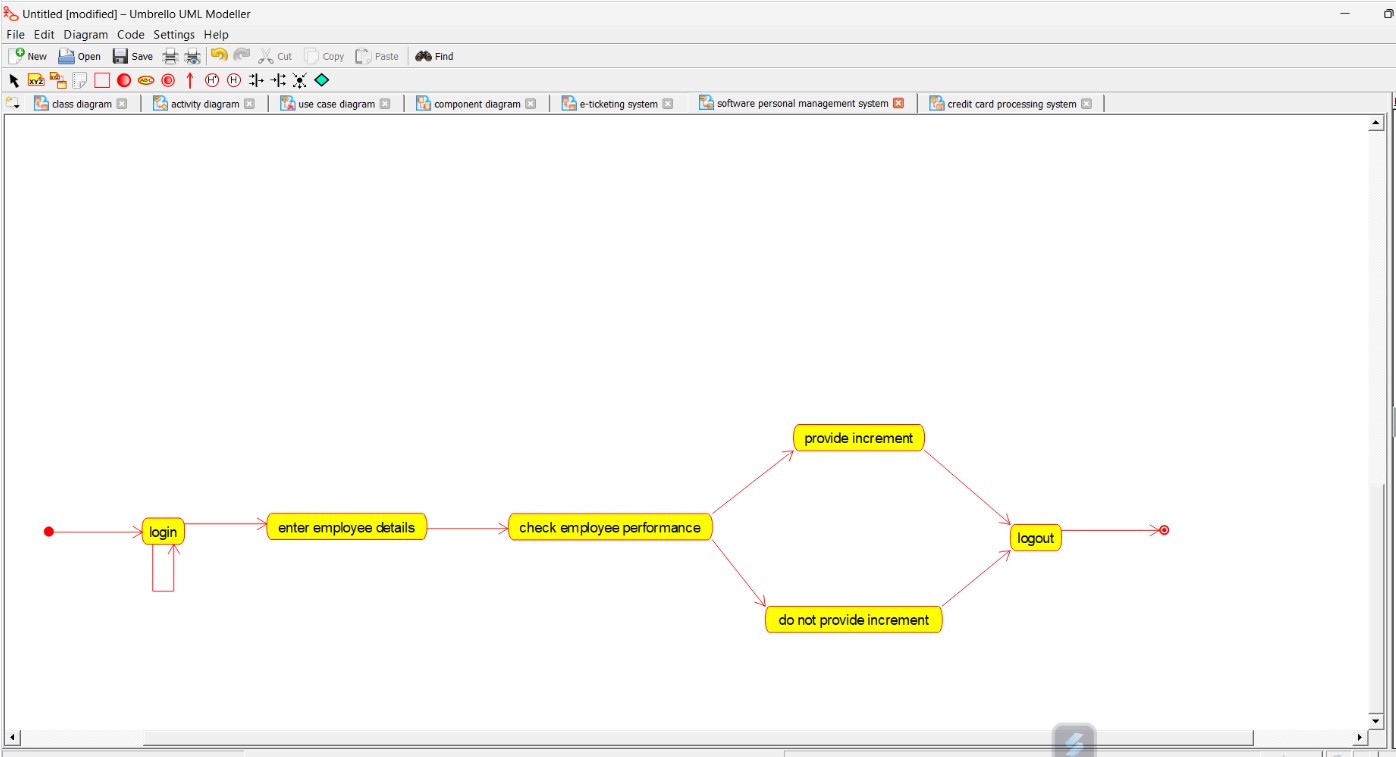 Untitled [modified] – Umbrello UML Modeller
File Edit Diagram Code Settings Help
New Open Save Cut Copy Paste Find
class diagram activity diagram use case diagram component diagram e-ticketing system software personal management system credit card processing system
provide increment
login enter employee details check employee performance
logout
do not provide increment